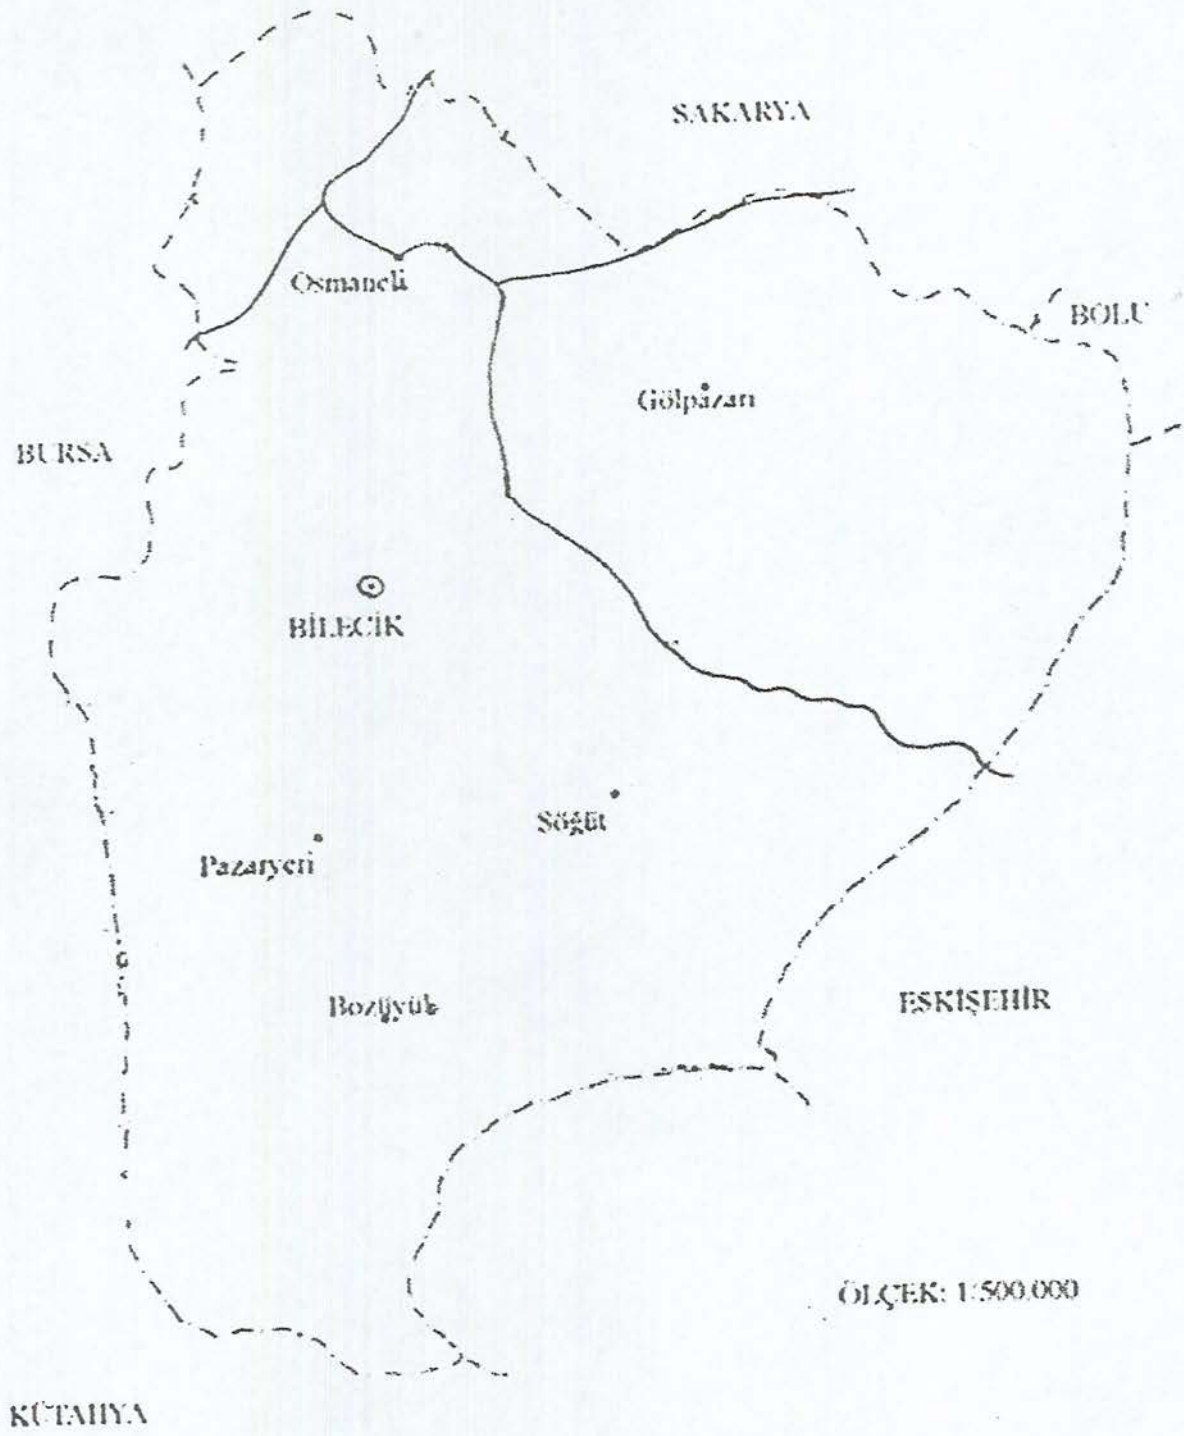 SAKARYA
Osmaneli
BOLU
Gölpazarı
BURSA
BİLECİK
Söğüt
Pazaryeri
Bozüyük
ESKİŞEHİR
ÖLÇEK: 1:500.000
KÜTAHYA